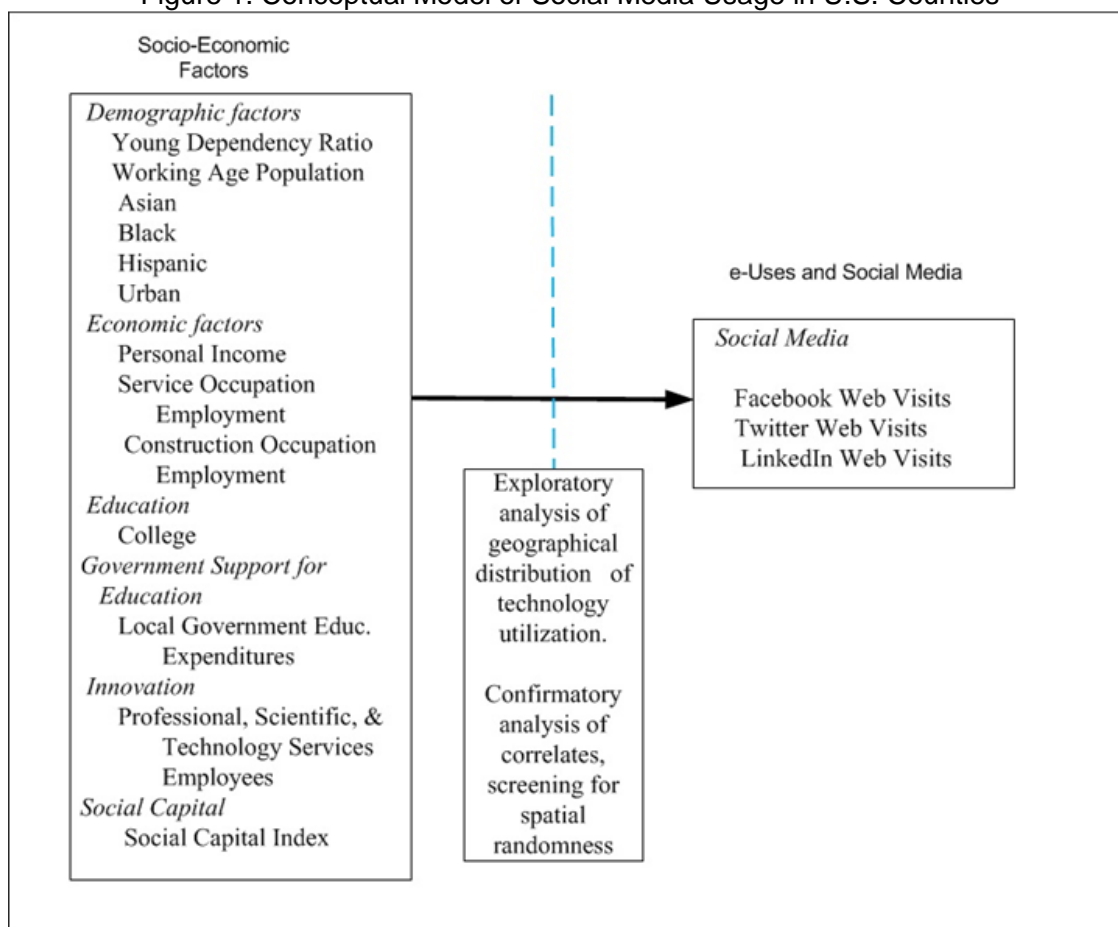 Figure 1. Conceptual Model of Social Media Usage in U.S. Counties
Socio-Economic
Factors
Demographic factors
Young Dependency Ratio
Working Age Population
Asian
Black
Hispanic
Urban
Economic factors
Personal Income
Service Occupation
Employment
Construction Occupation
Employment
Education
College
Government Support for
Education
Local Government Educ.
Expenditures
Innovation
Professional, Scientific, &
Technology Services
Employees
Social Capital
Social Capital Index
Exploratory
analysis of
geographical
distribution of
technology
utilization.
Confirmatory
analysis of
correlates,
screening for
spatial
randomness
e-Uses and Social Media
Social Media
Facebook Web Visits
Twitter Web Visits
LinkedIn Web Visits